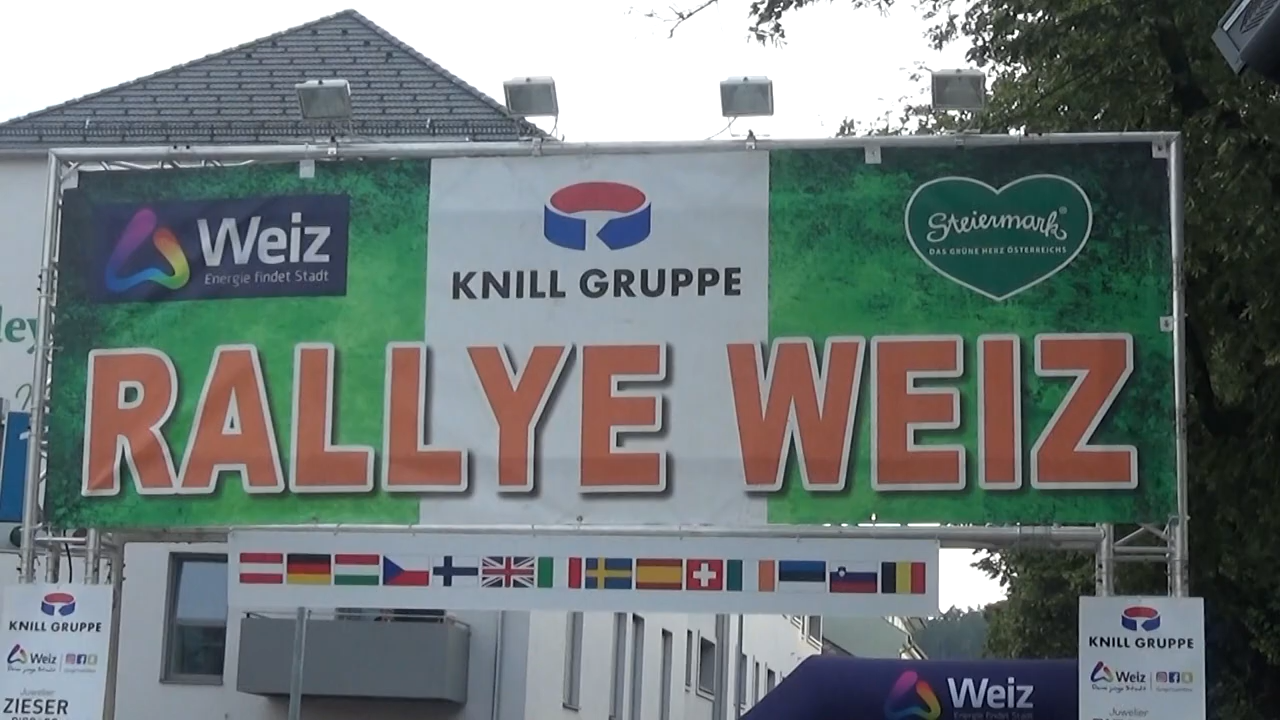 Weiz
Energie findet Stadt
KNILL GRUPPE
Steiermark®
DAS GRÜNE HERZ ÖSTERREICHS
RALLYE WEIZ
KNILL GRUPPE
Weiz
Juwelier
ZIESER
Weiz
Energie findet Stadt
KNILL GRUPPE
Weiz
Juwelier